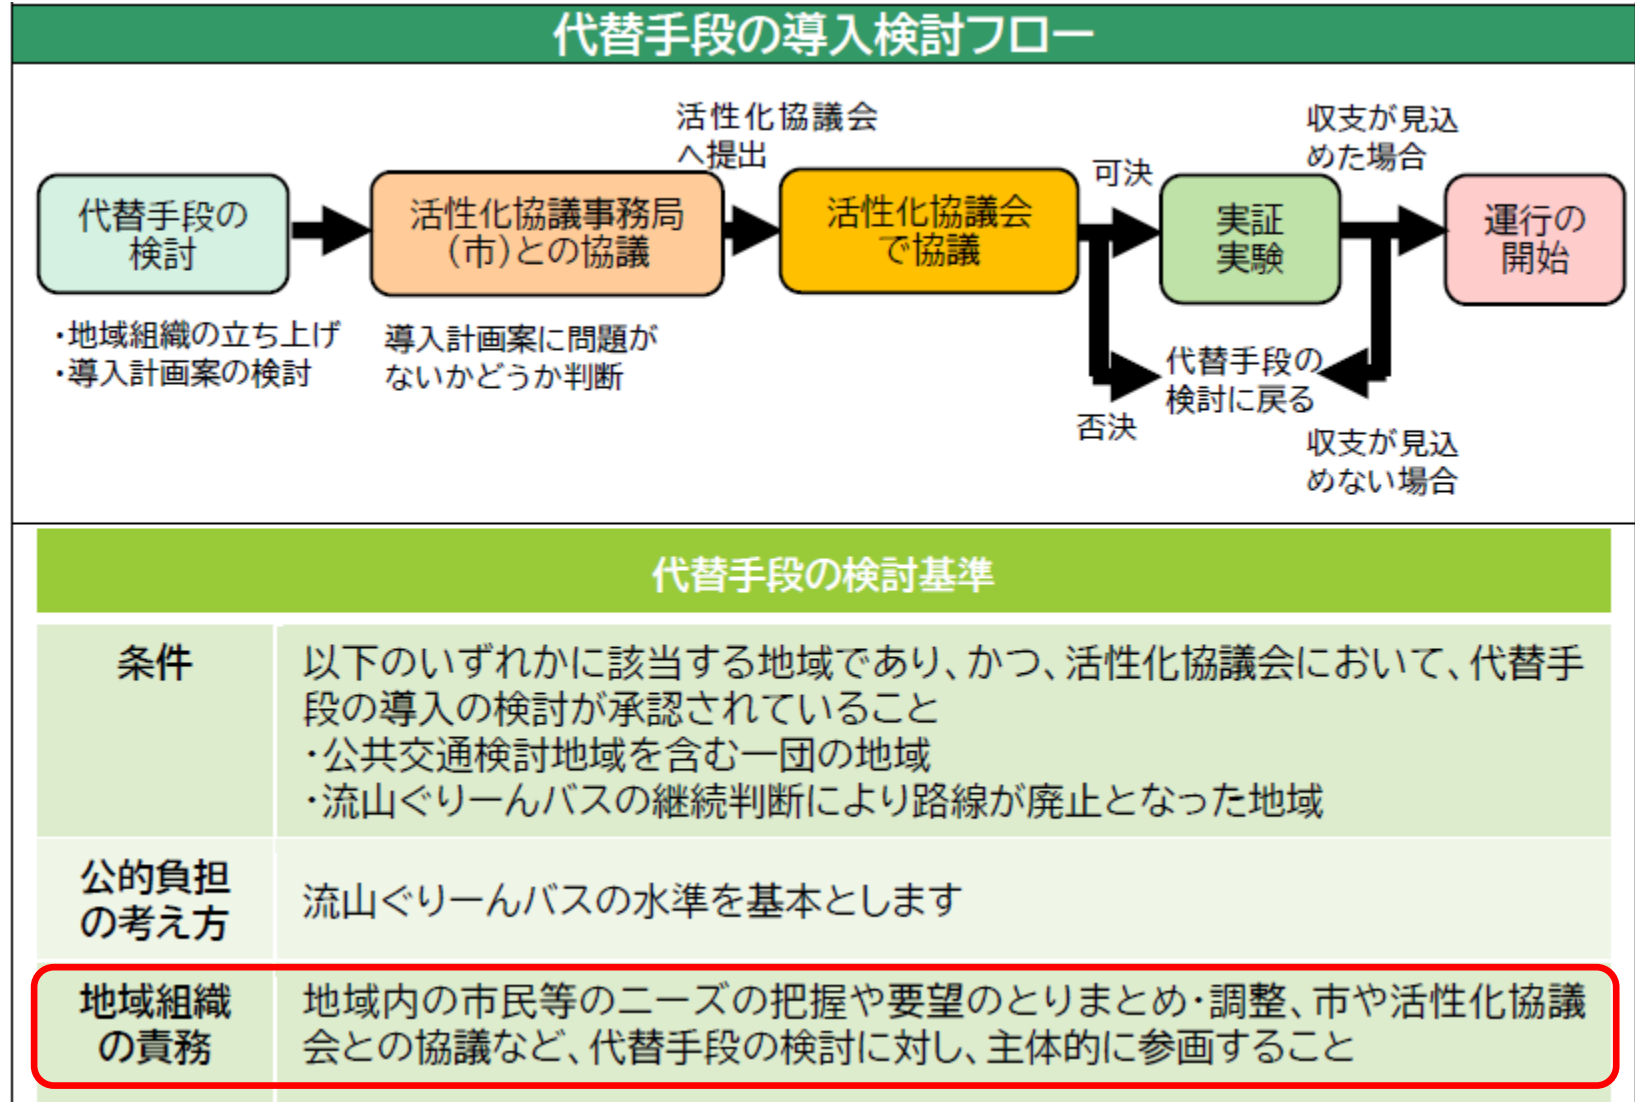 代替手段の導入検討フロー
活性化協議会
へ提出
収支が見込
めた場合
可決
代替手段の
検討
活性化協議事務局
(市)との協議
活性化協議会
で協議
実証
実験
運行の
開始
・地域組織の立ち上げ
・導入計画案の検討
導入計画案に問題が
ないかどうか判断
代替手段の
検討に戻る
否決
収支が見込
めない場合
代替手段の検討基準
条件
以下のいずれかに該当する地域であり、かつ、活性化協議会において、代替手
段の導入の検討が承認されていること
・公共交通検討地域を含む一団の地域
・流山ぐりーんバスの継続判断により路線が廃止となった地域
公的負担
の考え方
流山ぐりーんバスの水準を基本とします
地域組織
の責務
地域内の市民等のニーズの把握や要望のとりまとめ・調整、市や活性化協議
会との協議など、代替手段の検討に対し、主体的に参画すること